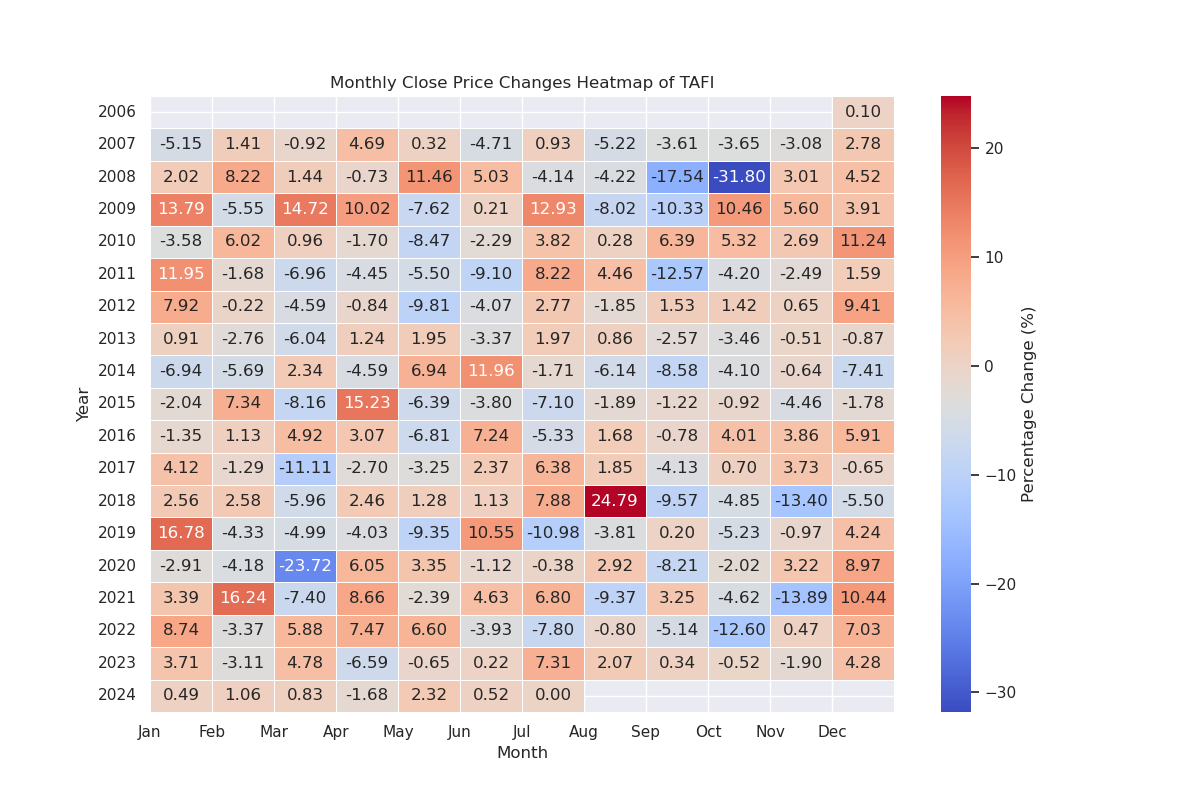 Monthly Close Price Changes Heatmap of TAFI
2006 0.10
2007 -5.15 1.41 -0.92 4.69 0.32 -4.71 0.93 -5.22 -3.61 -3.65 -3.08 2.78
2008 2.02 8.22 1.44 -0.73 11.46 5.03 -4.14 -4.22 -17.54 -31.80 3.01 4.52
2009 13.79 -5.55 14.72 10.02 -7.62 0.21 12.93 -8.02 -10.33 10.46 5.60 3.91
2010 -3.58 6.02 0.96 -1.70 -8.47 -2.29 3.82 0.28 6.39 5.32 2.69 11.24
2011 11.95 -1.68 -6.96 -4.45 -5.50 -9.10 8.22 4.46 -12.57 -4.20 -2.49 1.59
2012 7.92 -0.22 -4.59 -0.84 -9.81 -4.07 2.77 -1.85 1.53 1.42 0.65 9.41
2013 0.91 -2.76 -6.04 1.24 1.95 -3.37 1.97 0.86 -2.57 -3.46 -0.51 -0.87
2014 -6.94 -5.69 2.34 -4.59 6.94 11.96 -1.71 -6.14 -8.58 -4.10 -0.64 -7.41
2015 -2.04 7.34 -8.16 15.23 -6.39 -3.80 -7.10 -1.89 -1.22 -0.92 -4.46 -1.78
2016 -1.35 1.13 4.92 3.07 -6.81 7.24 -5.33 1.68 -0.78 4.01 3.86 5.91
2017 4.12 -1.29 -11.11 -2.70 -3.25 2.37 6.38 1.85 -4.13 0.70 3.73 -0.65
2018 2.56 2.58 -5.96 2.46 1.28 1.13 7.88 24.79 -9.57 -4.85 -13.40 -5.50
2019 16.78 -4.33 -4.99 -4.03 -9.35 10.55 -10.98 -3.81 0.20 -5.23 -0.97 4.24
2020 -2.91 -4.18 -23.72 6.05 3.35 -1.12 -0.38 2.92 -8.21 -2.02 3.22 8.97
2021 3.39 16.24 -7.40 8.66 -2.39 4.63 6.80 -9.37 3.25 -4.62 -13.89 10.44
2022 8.74 -3.37 5.88 7.47 6.60 -3.93 -7.80 -0.80 -5.14 -12.60 0.47 7.03
2023 3.71 -3.11 4.78 -6.59 -0.65 0.22 7.31 2.07 0.34 -0.52 -1.90 4.28
2024 0.49 1.06 0.83 -1.68 2.32 0.52 0.00
Jan Feb Mar Apr May Jun Jul Aug Sep Oct Nov Dec
Month
Year
20
10
0
−10
−20
−30
Percentage Change (%)